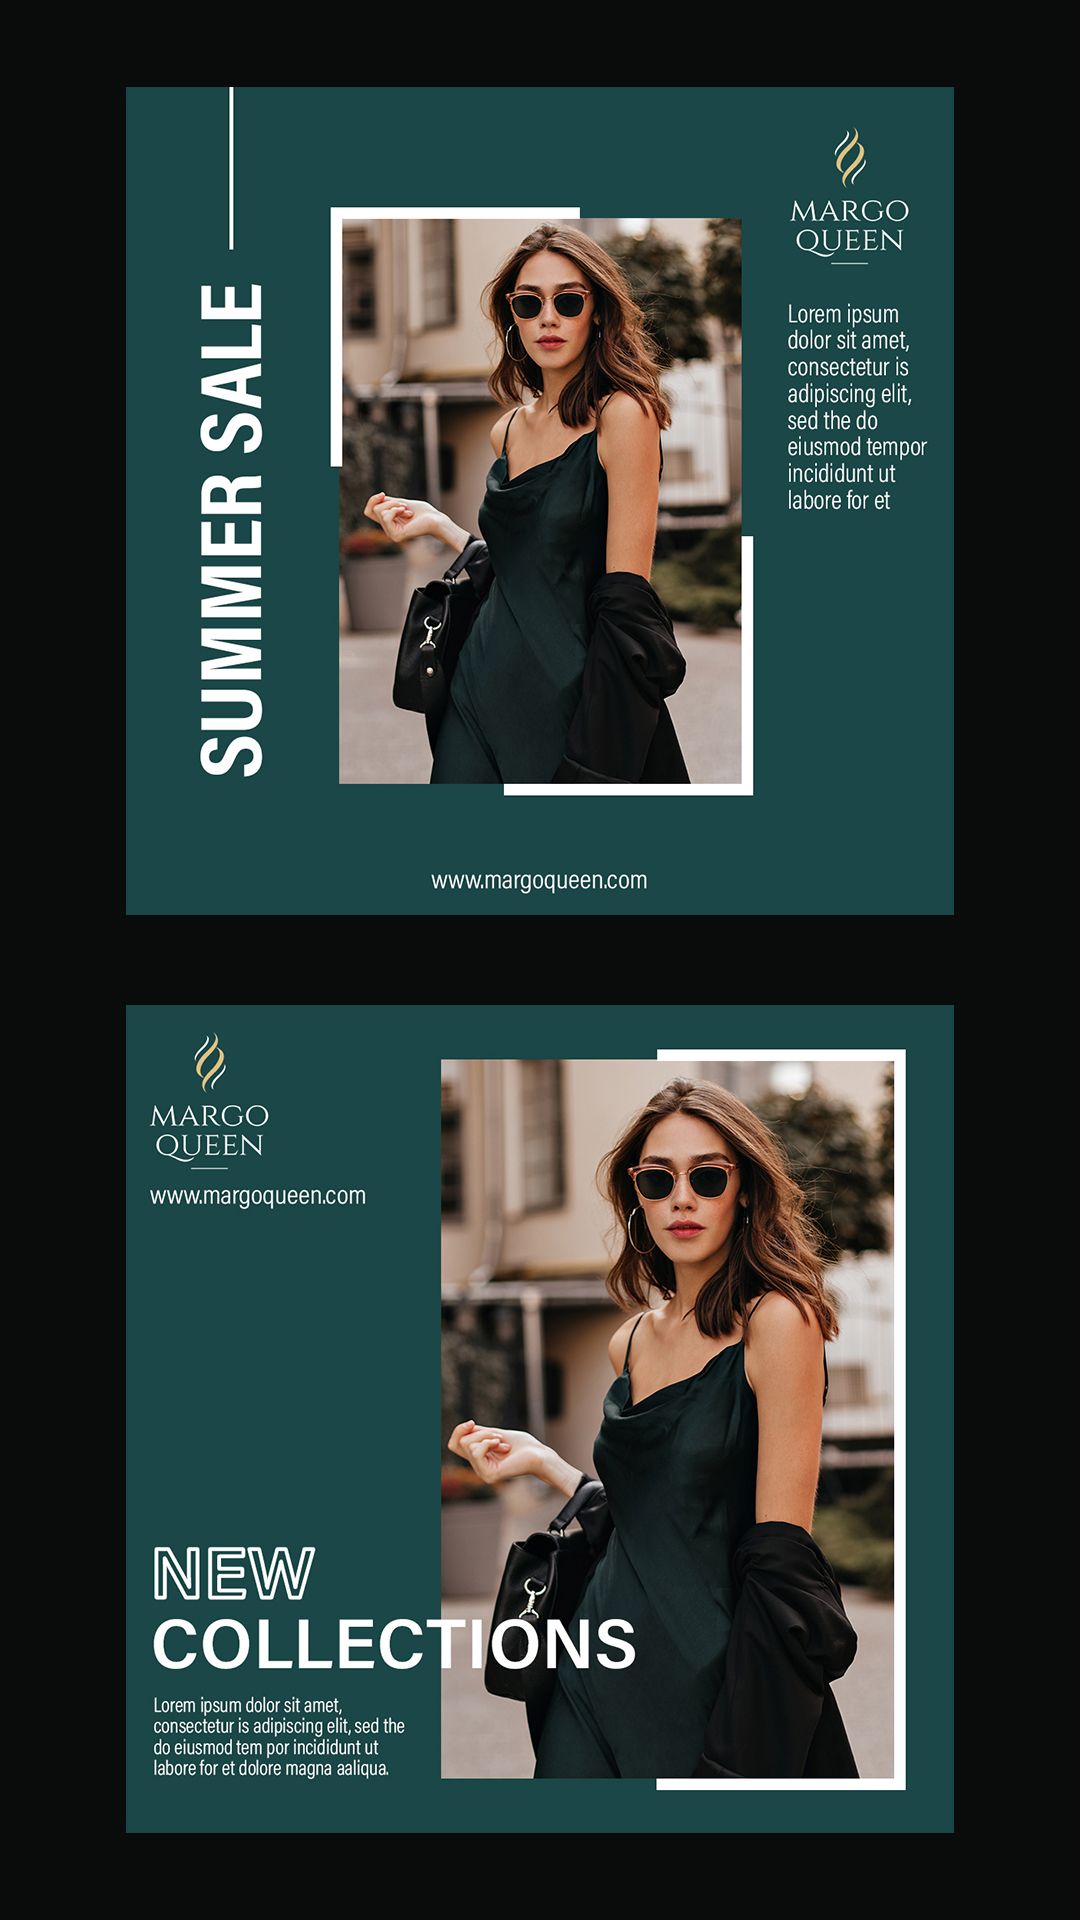 SUMMER SALE
MARGO
QUEEN
Lorem ipsum
dolor sit amet,
consectetur is
adipiscing elit,
sed the do
eiusmod tempor
incididunt ut
labore for et
www.margoqueen.com
MARGO
QUEEN
www.margoqueen.com
NEW
COLLECTIONS
Lorem ipsum dolor sit amet,
consectetur is adipiscing elit, sed the
do eiusmod tem por incididunt ut
labore for et dolore magna aaliqua.